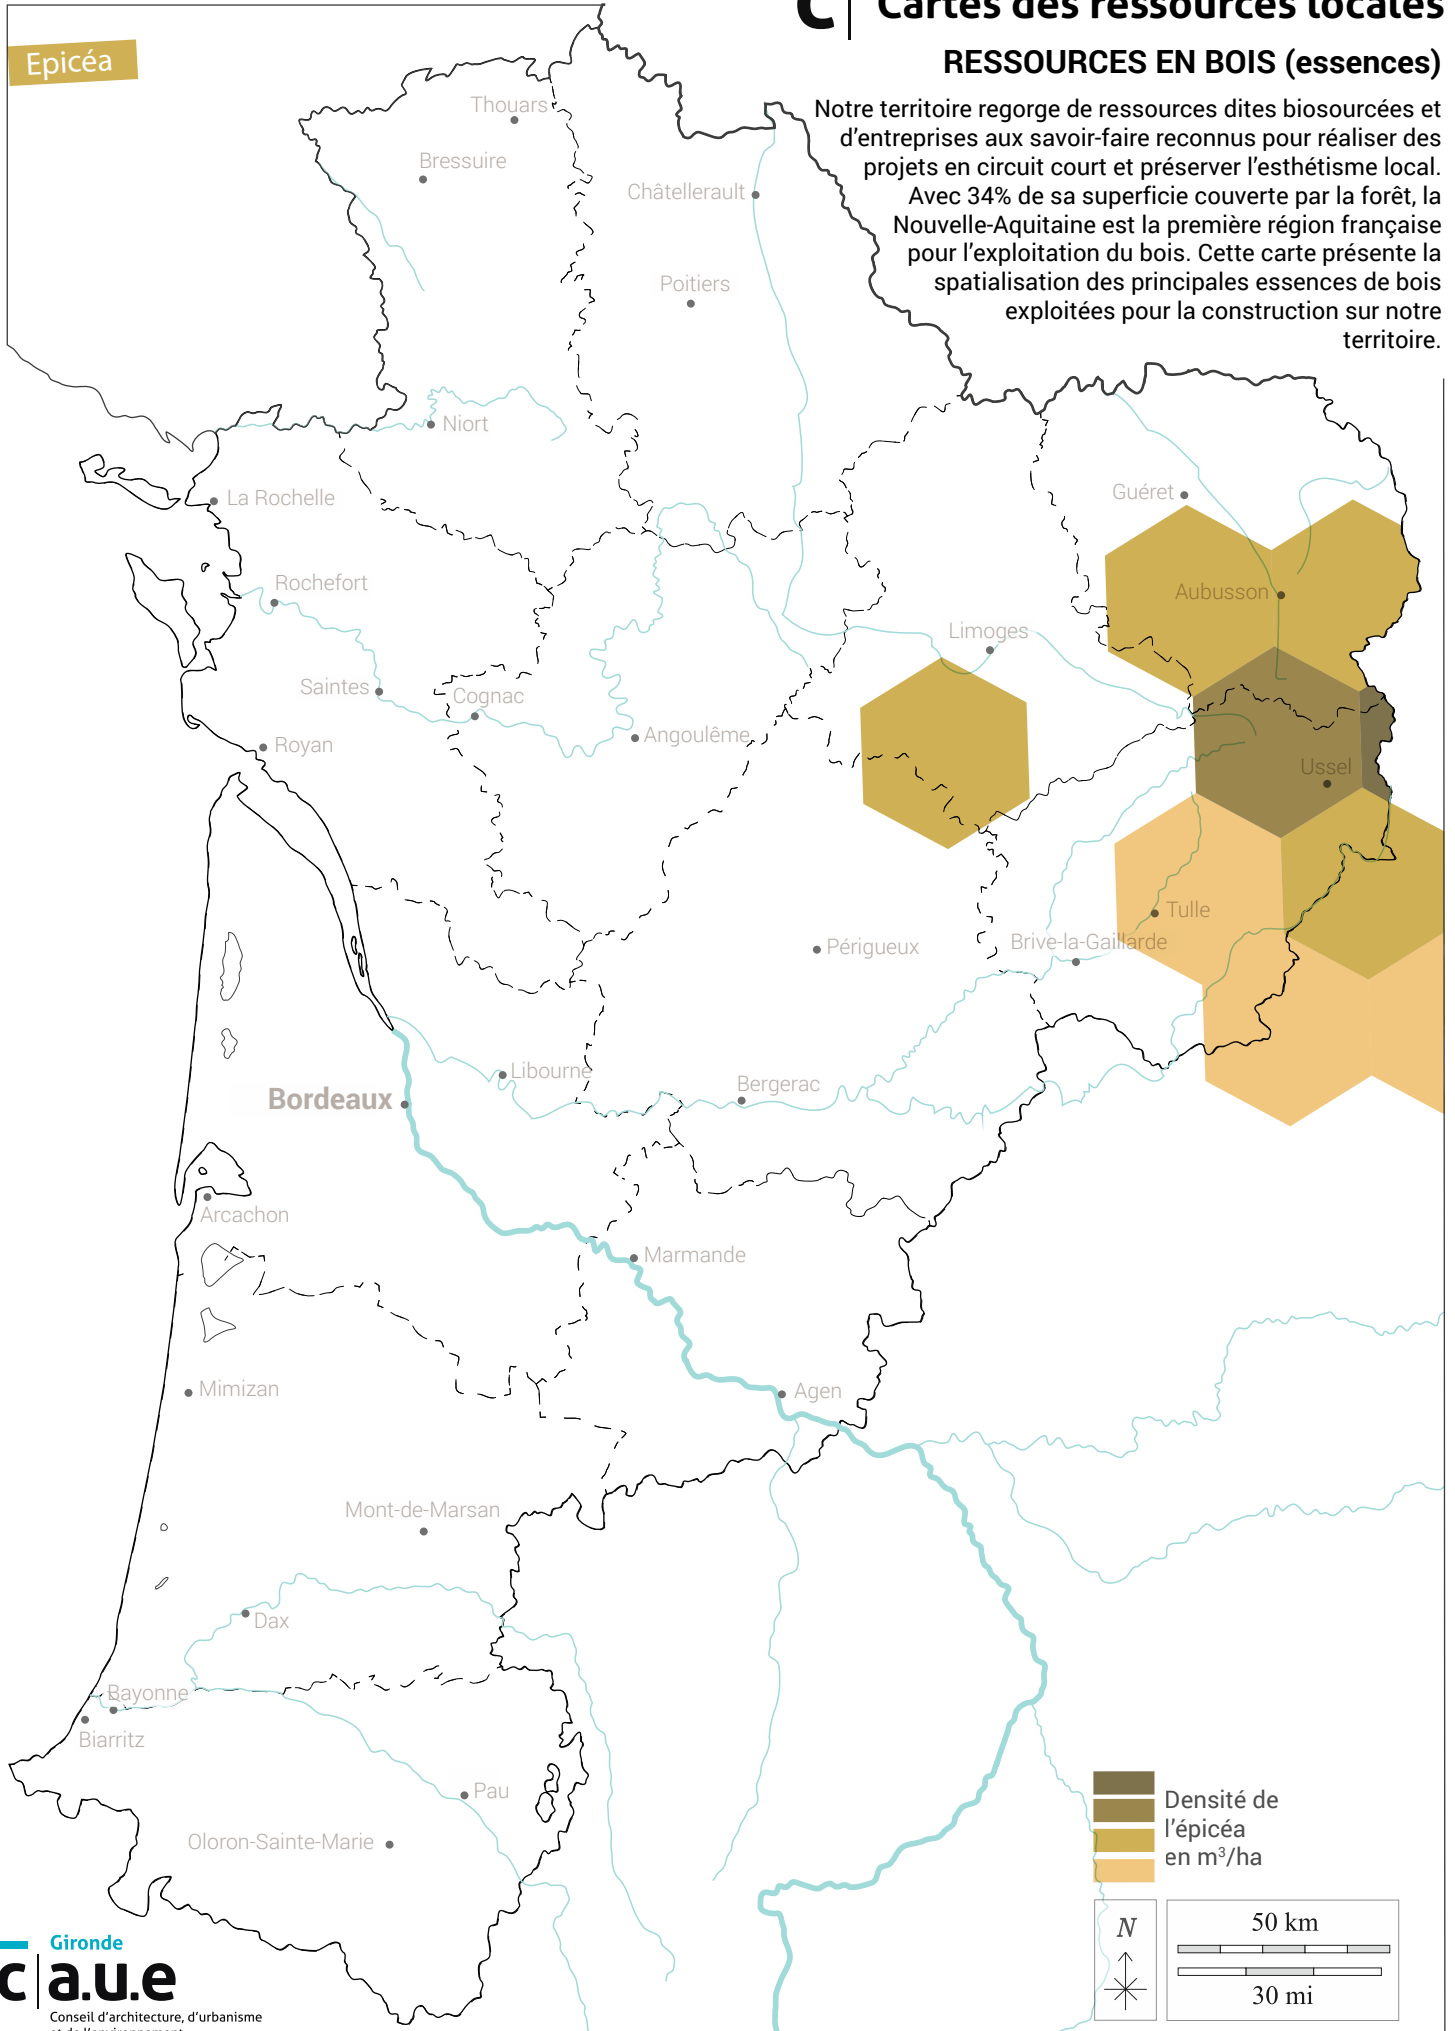 c | Cartes des ressources locales
RESSOURCES EN BOIS (essences)
Notre territoire regorge de ressources dites biosourcées et
d'entreprises aux savoir-faire reconnus pour réaliser des
projets en circuit court et préserver l'esthétisme local.
Avec 34% de sa superficie couverte par la forêt, la
Nouvelle-Aquitaine est la première région française
pour l'exploitation du bois. Cette carte présente la
spatialisation des principales essences de bois
exploitées pour la construction sur notre
territoire.
Epicéa
Thouars
Bressuire
Châtellerault
Poitiers
Niort
La Rochelle
Guéret
Rochefort
Aubusson
Limoges
Saintes
Cognac
Angoulême
Royan
Ussel
Tulle
Périgueux
Brive-la-Gaillarde
Libourne
Bergerac
Bordeaux
Arcachon
Marmande
Mimizan
Agen
Mont-de-Marsan
Dax
Bayonne
Biarritz
Pau
Oloron-Sainte-Marie
Densité de
l'épicéa
en m³/ha
N
50 km
30 mi
Gironde
c|a.u.e
Conseil d'architecture, d'urbanisme
et de l'environnement